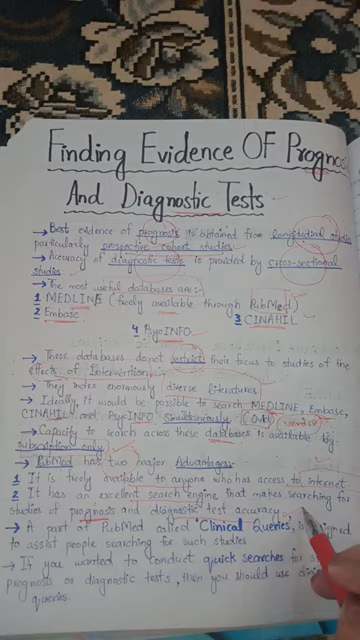 Finding Evidence OF Prognos
And Diagnostic Tests
→ Best evidence of prognosis is obtained from longitudinal studies
particularly prospective cohort studies
→ Accuracy of diagnostic tests is provided by cross-sectional
studies
→ The most useful databases are:-
1 MEDLINE (freely available through PubMed)
2 Embase
3 CINAHIL
4 PsycINFO
→ These databases donot restrict their focus to studies of the
effects of Intervention,
→ They index enormously diverse literatures
→ Ideally, it would be possible to search MEDLINE, Embase,
CINAHIL and PsycINFO simultaneously
→ Capacity to search across these databases is available by
subscription only
→ PubMed has two major Advantages:
1 It is freely available to anyone who has access to internet
2 It has an excellent search engine that makes searching for
studies of prognosis and diagnostic test accuracy.
→ A part of PubMed called "Clinical Queries, is
to assist people searching for such studies
→ If you wanted to conduct quick searches for
prognosis or diagnostic tests, then you should use
queries.